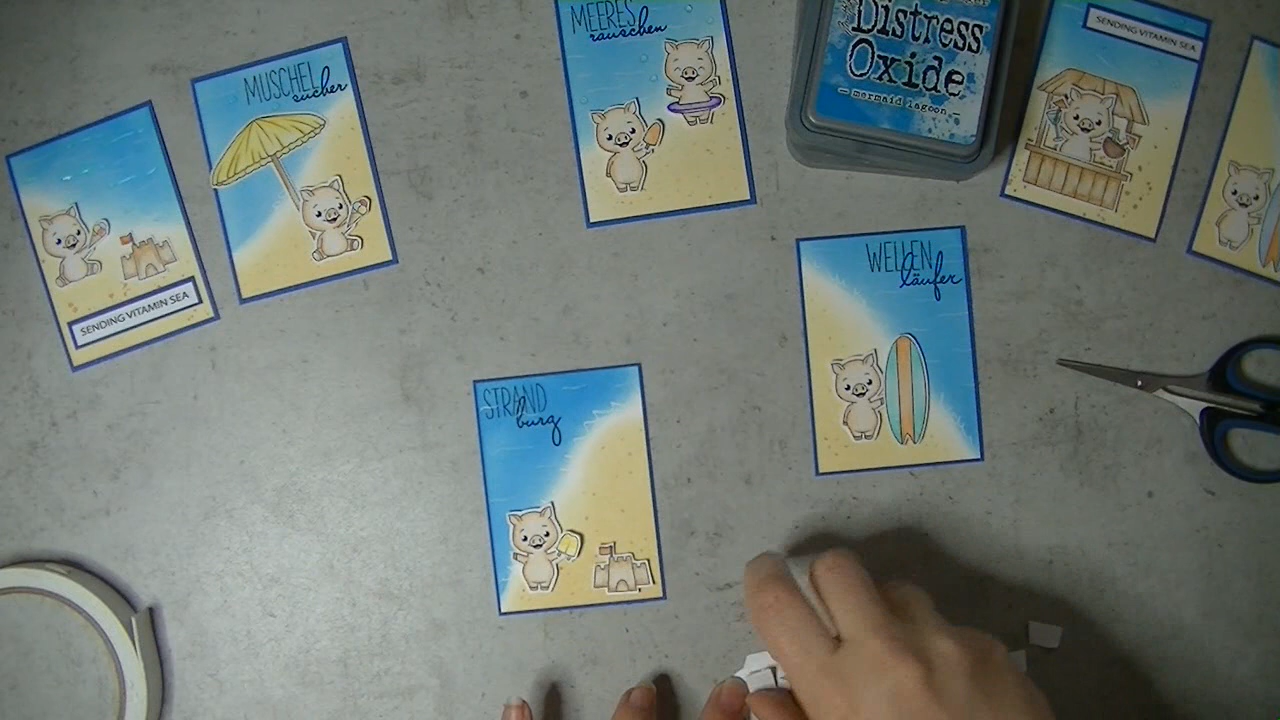 MEERES
rauschen
Distress
Oxide
— mermaid lagoon —
SENDING VITAMIN SEA
MUSCHEL
sucher
SENDING VITAMIN SEA
WELLEN
läufer
STRAND
burg